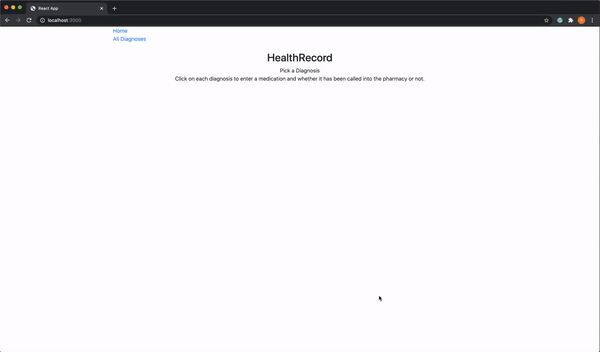 React App
localhost:3000
Home
All Diagnoses
HealthRecord
Pick a Diagnosis
Click on each diagnosis to enter a medication and whether it has been called into the pharmacy or not.